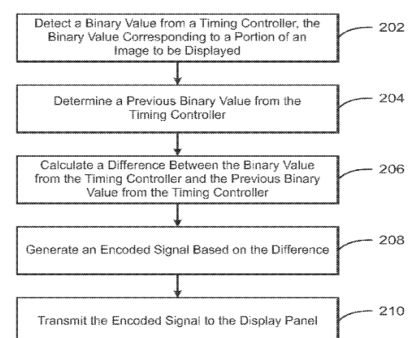 Detect a Binary Value from a Timing Controller, the
Binary Value Corresponding to a Portion of an
Image to be Displayed
202
Determine a Previous Binary Value from the
Timing Controller
204
Calculate a Difference Between the Binary Value
from the Timing Controller and the Previous Binary
Value from the Timing Controller
206
Generate an Encoded Signal Based on the Difference
208
Transmit the Encoded Signal to the Display Panel
210